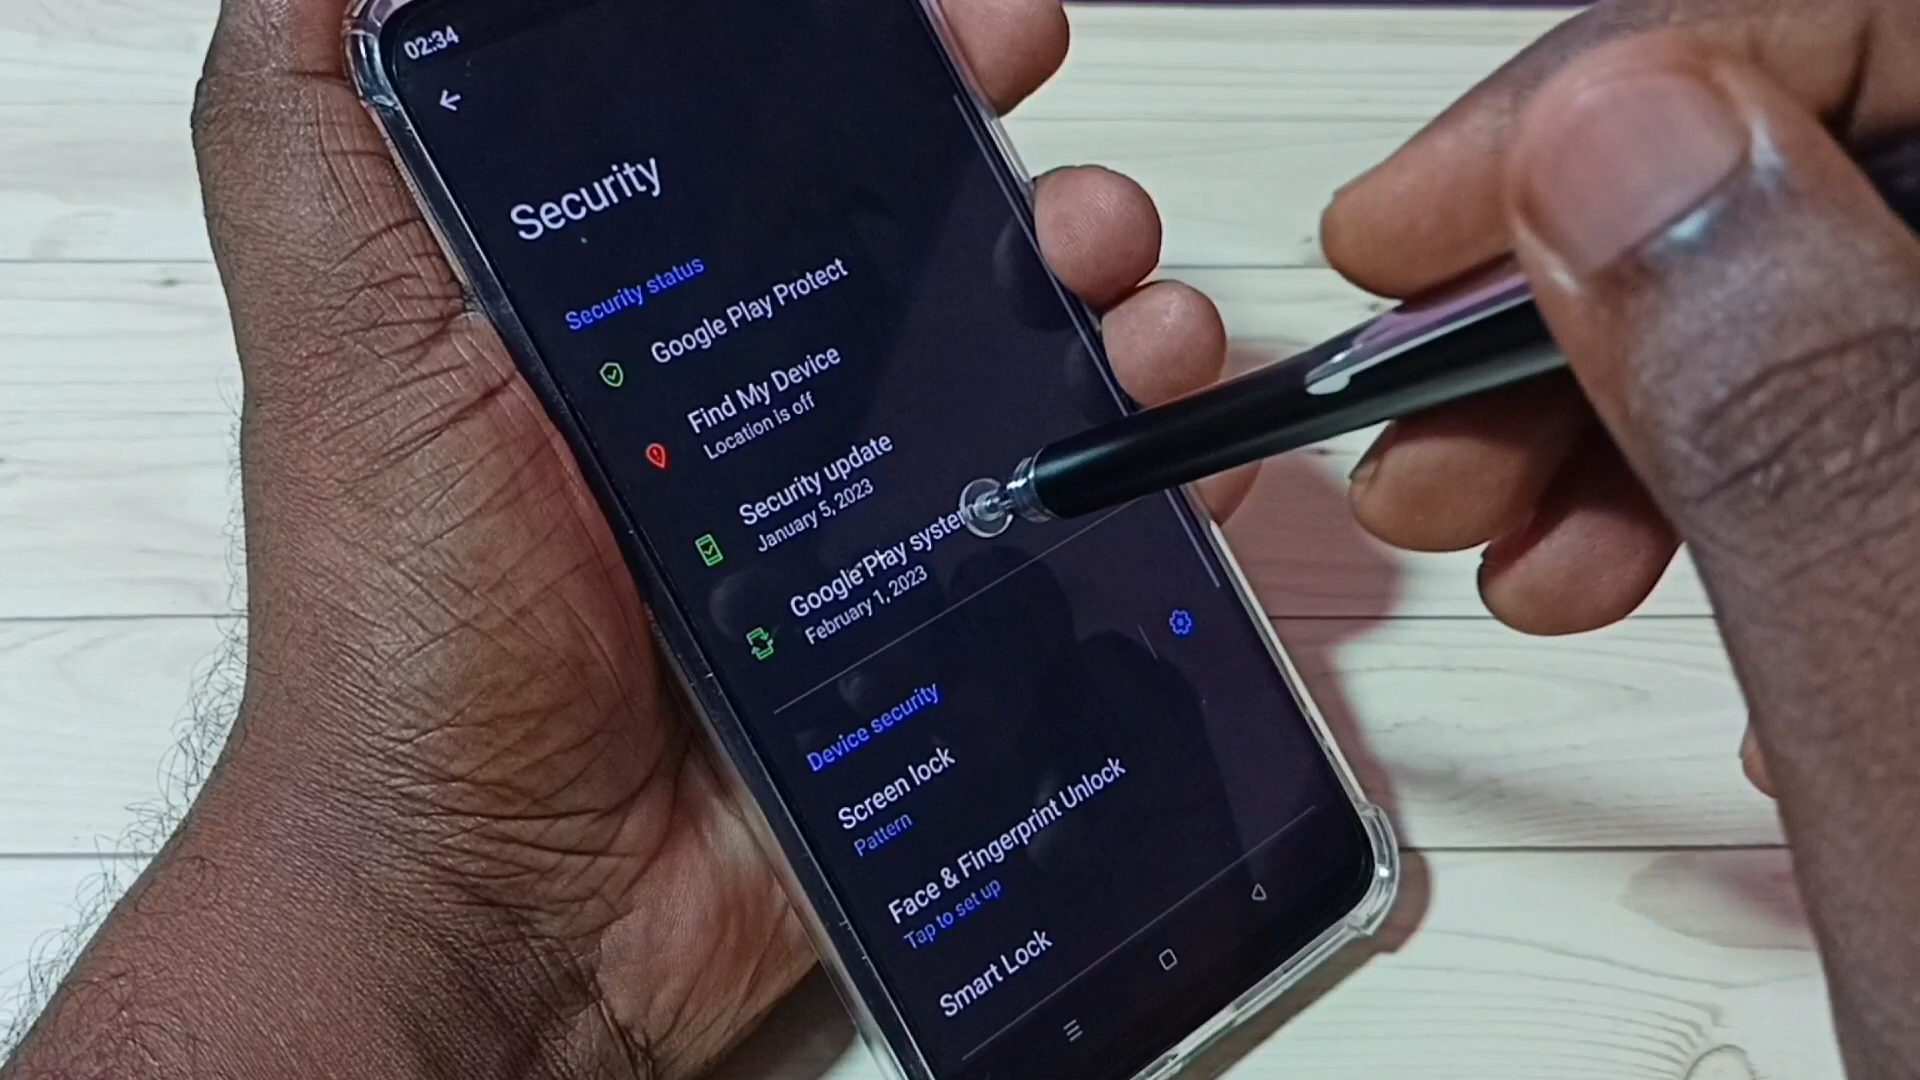 02:34
Security
Security status
Google Play Protect
Find My Device
Location is off
Security update
January 5, 2023
Google Play system
February 1, 2023
Device security
Screen lock
Pattern
Face & Fingerprint Unlock
Tap to set up
Smart Lock